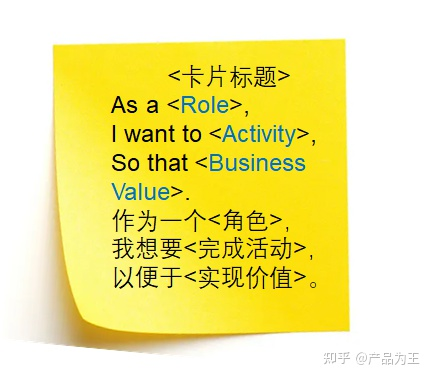 <卡片标题>
As a <Role>,
I want to <Activity>,
So that <Business
Value>.
作为一个<角色>,
我想要<完成活动>,
以便于<实现价值>。
知乎 @产品为王